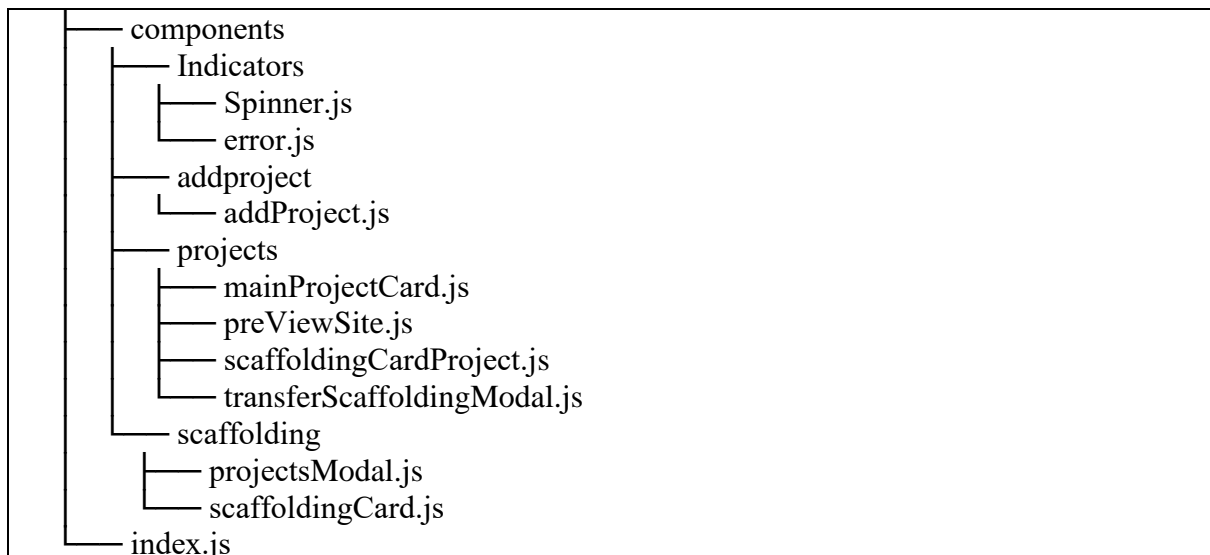 components
Indicators
Spinner.js
error.js
addproject
addProject.js
projects
mainProjectCard.js
preViewSite.js
scaffoldingCardProject.js
transferScaffoldingModal.js
scaffolding
projectsModal.js
scaffoldingCard.js
index.js